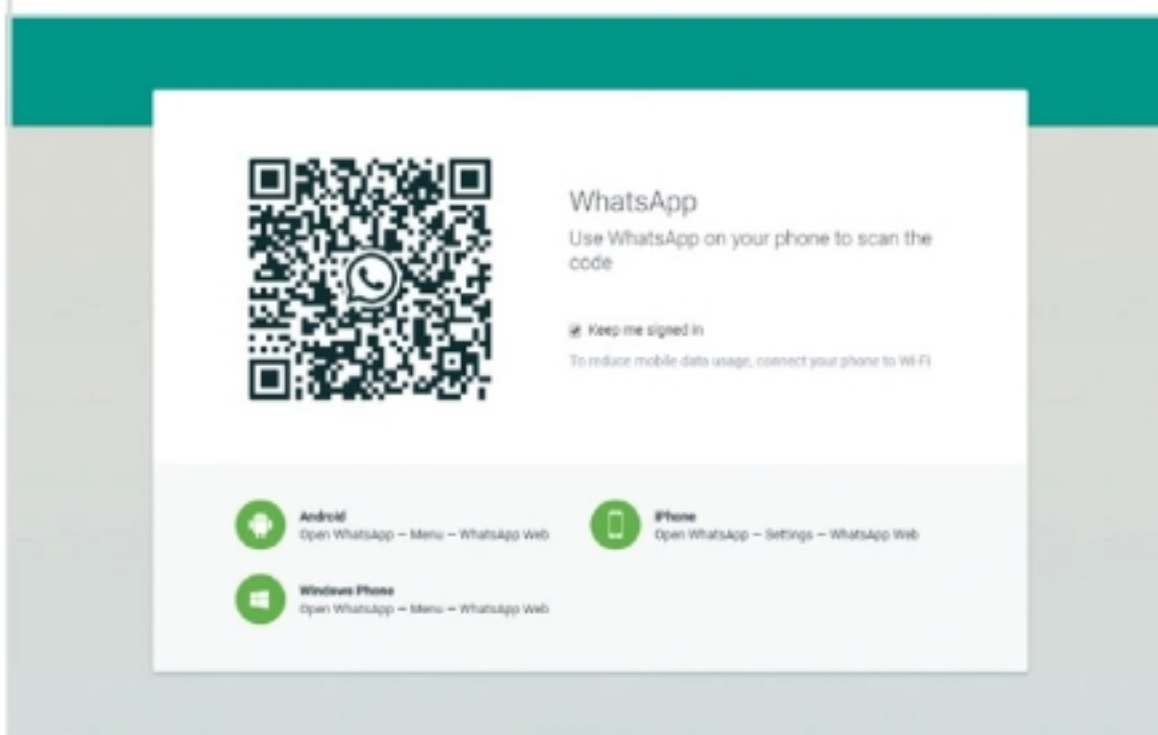 WhatsApp
Use WhatsApp on your phone to scan the
code
Keep me signed in
To reduce mobile data usage, connect your phone to Wi-Fi
Android
Open WhatsApp – Menu – WhatsApp Web
iPhone
Open WhatsApp – Settings – WhatsApp Web
Windows Phone
Open WhatsApp – Menu – WhatsApp Web